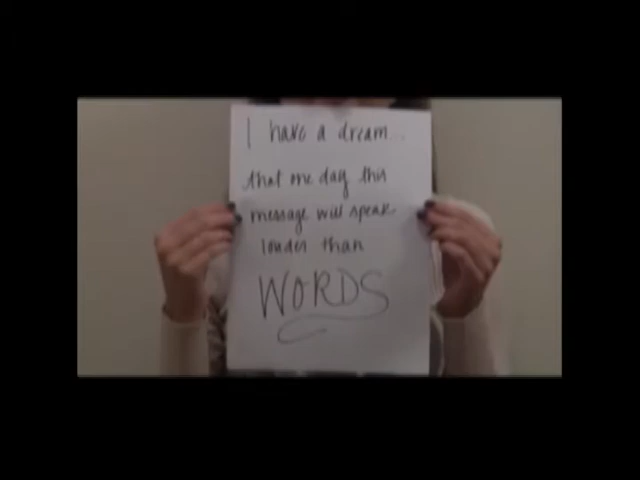 I have a dream...
that one day this
message will speak
louder than
WORDS